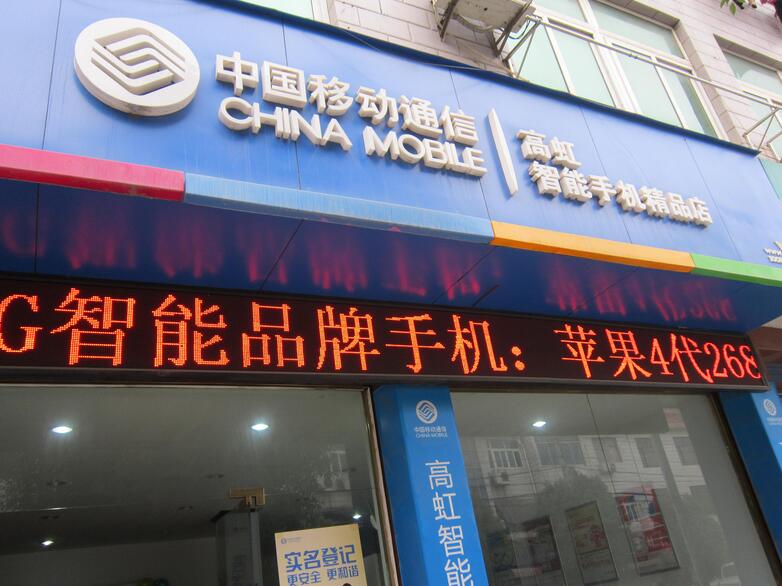 中国移动通信
CHINA MOBILE
高虹
智能手机精品店
G智能品牌手机：苹果4代268
中国移动通信
CHINA MOBILE
高虹智能
实名登记
更安全 更和谐